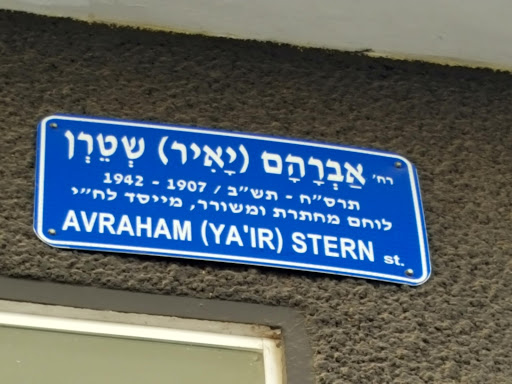 רח' אַבְרָהָם (יָאִיר) שְׁטֵרְן
תרס"ח - תש"ב / 1907 - 1942
לוחם מחתרת ומשורר, מייסד לח"י
AVRAHAM (YA'IR) STERN st.